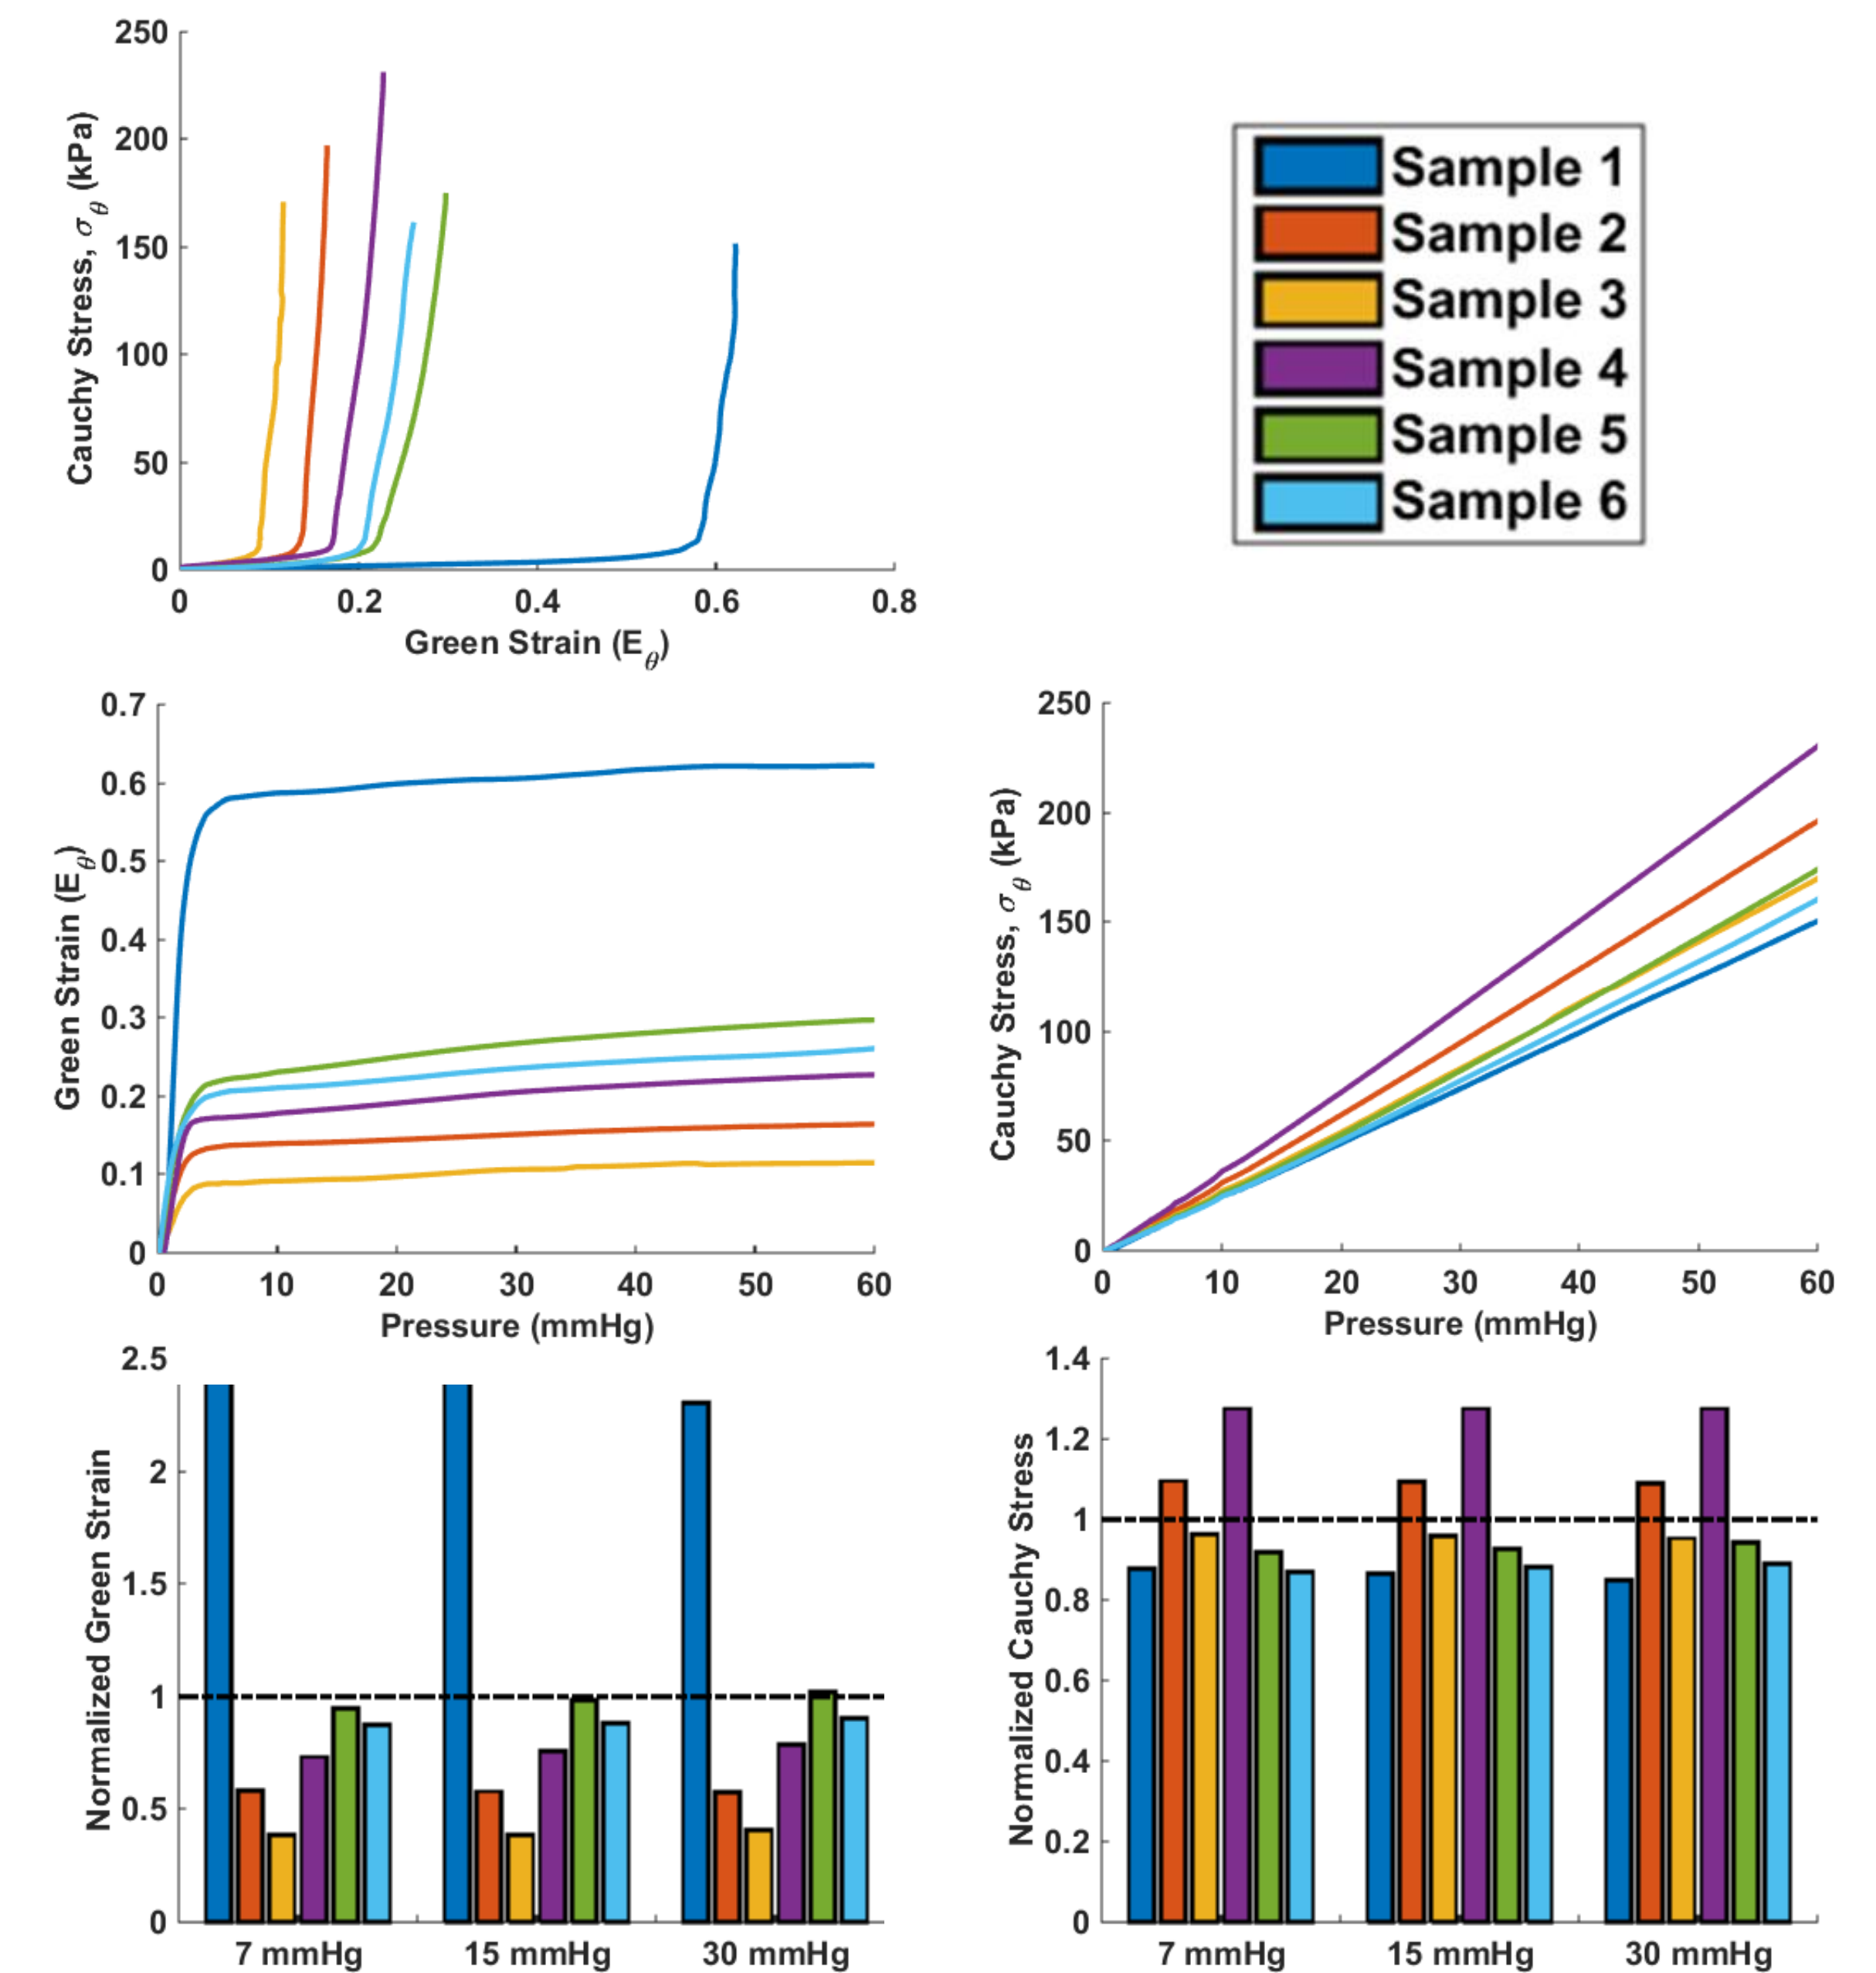 250
200
150
100
50
0
Cauchy Stress, σθ (kPa)
0 0.2 0.4 0.6 0.8
Green Strain (Eθ)
Sample 1
Sample 2
Sample 3
Sample 4
Sample 5
Sample 6
0.7
0.6
0.5
0.4
0.3
0.2
0.1
0
Green Strain (Eθ)
0 10 20 30 40 50 60
Pressure (mmHg)
250
200
150
100
50
0
Cauchy Stress, σθ (kPa)
0 10 20 30 40 50 60
Pressure (mmHg)
2.5
2
1.5
1
0.5
0
Normalized Green Strain
7 mmHg 15 mmHg 30 mmHg
1.4
1.2
1
0.8
0.6
0.4
0.2
0
Normalized Cauchy Stress
7 mmHg 15 mmHg 30 mmHg